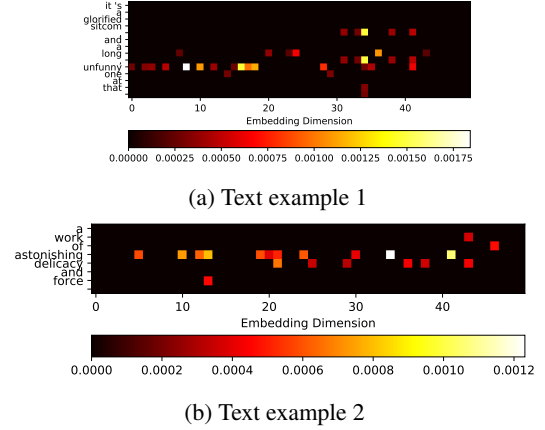 it 's
a
glorified
sitcom
and
a
long
unfunny
one
at
that
0 10 20 30 40
Embedding Dimension
0.00000 0.00025 0.00050 0.00075 0.00100 0.00125 0.00150 0.00175
(a) Text example 1
a
work
of
astonishing
delicacy
and
force
0 10 20 30 40
Embedding Dimension
0.0000 0.0002 0.0004 0.0006 0.0008 0.0010 0.0012
(b) Text example 2